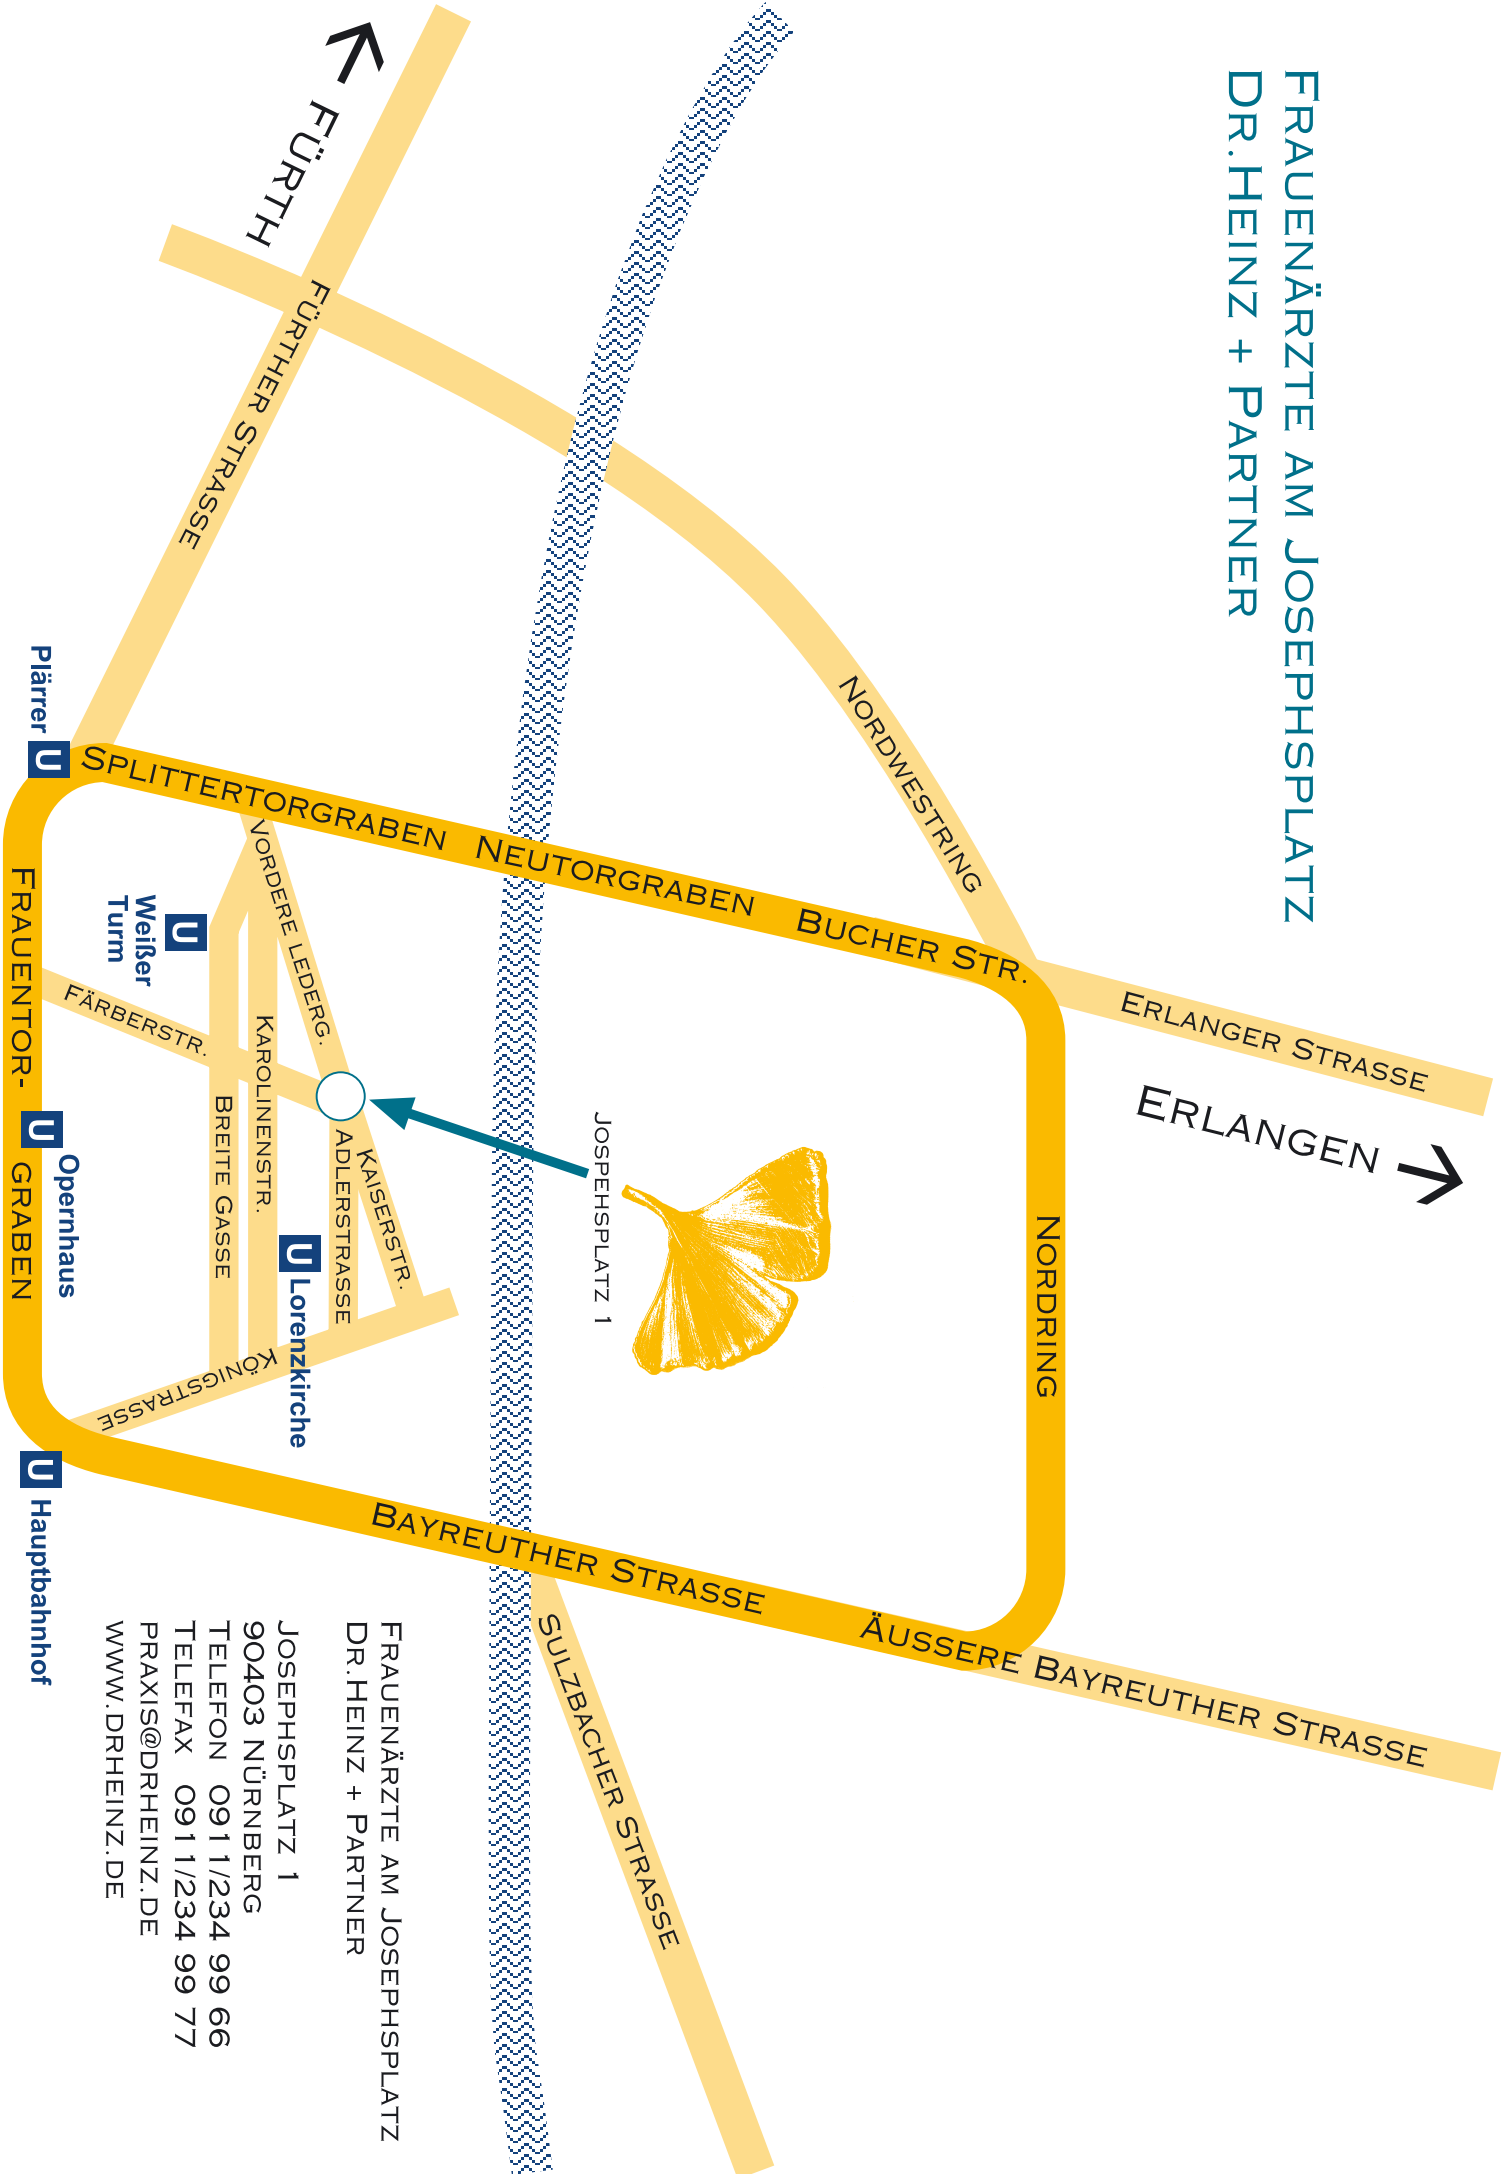 FRAUENÄRZTE AM JOSEPHSPLATZ
DR.HEINZ + PARTNER
ERLANGER STRASSE
ERLANGEN
NORDWESTRING
NORDRING
ÄUSSERE BAYREUTHER STRASSE
BUCHER STR.
NEUTORGRABEN
SPLITTERTORGRABEN
BAYREUTHER STRASSE
SULZBACHER STRASSE
JOSPEHSPLATZ 1
FÜRTH
FÜRTHER STRASSE
VORDERE LEDERG.
KAISERSTR.
ADLERSTRASSE
U Lorenzkirche
KAROLINENSTR.
BREITE GASSE
KÖNIGSTRASSE
FÄRBERSTR.
U
Weißer
Turm
Plärrer U
U Opernhaus
U Hauptbahnhof
FRAUENTOR-
GRABEN
FRAUENÄRZTE AM JOSEPHSPLATZ
DR.HEINZ + PARTNER
JOSEPHSPLATZ 1
90403 NÜRNBERG
TELEFON 0911/234 99 66
TELEFAX 0911/234 99 77
PRAXIS@DRHEINZ.DE
WWW.DRHEINZ.DE